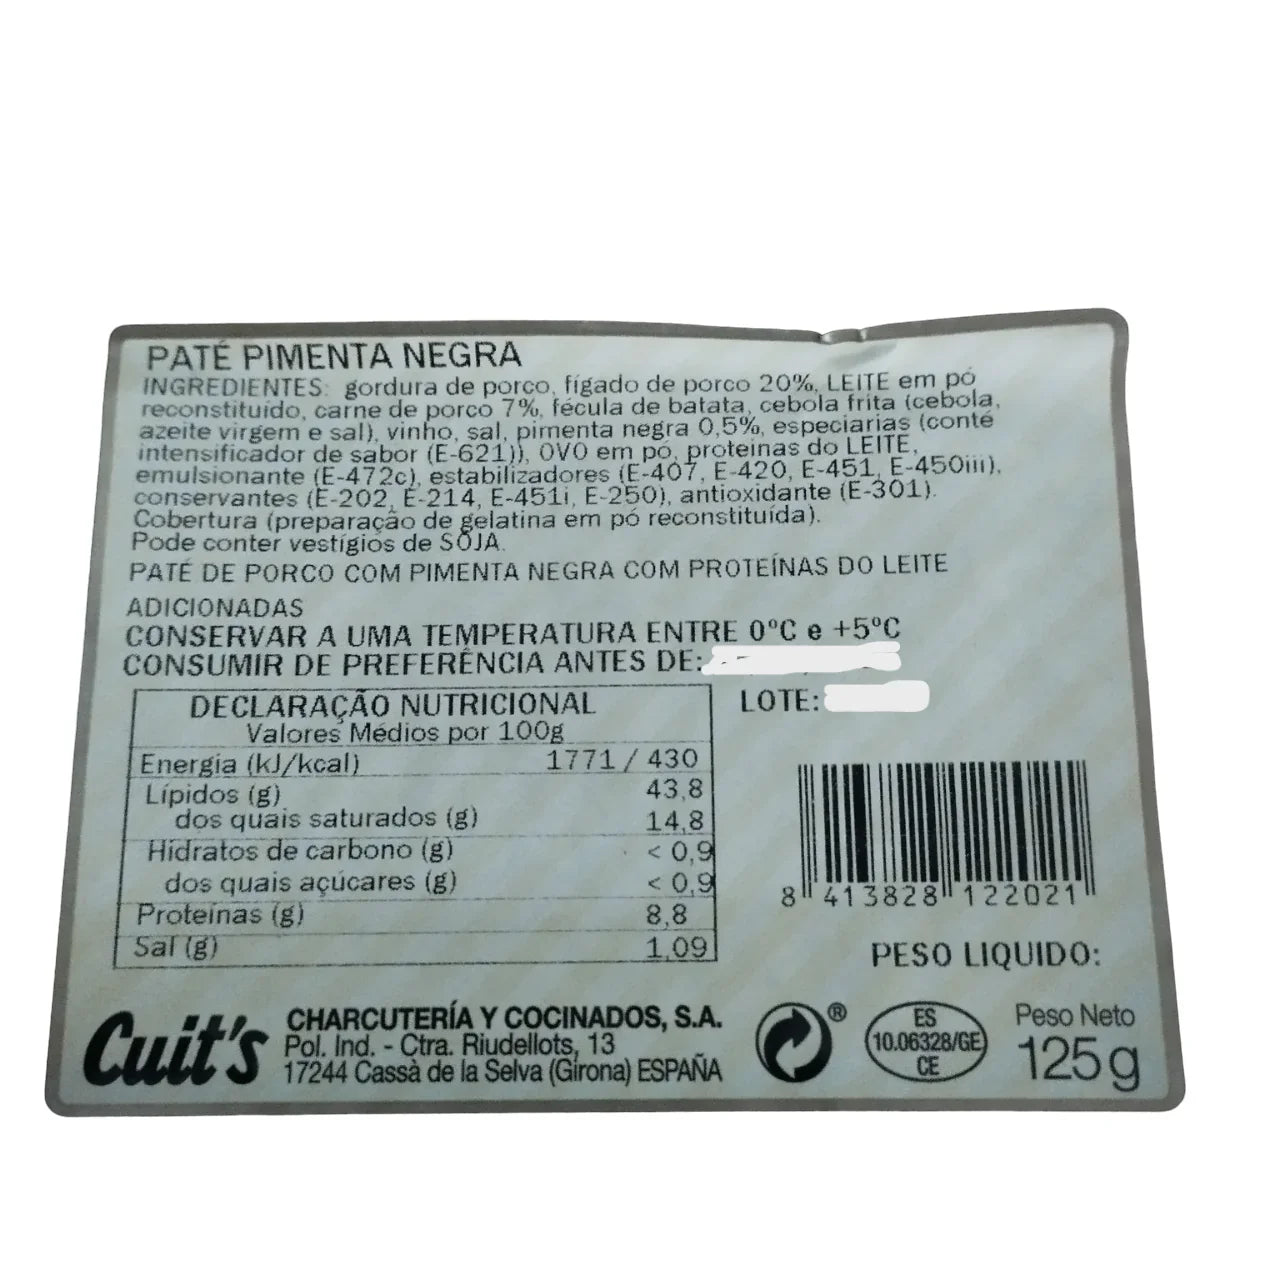 PATÉ PIMENTA NEGRA
INGREDIENTES: gordura de porco, fígado de porco 20%, LEITE em pó
reconstituído, carne de porco 7%, fécula de batata, cebola frita (cebola,
azeite virgem e sal), vinho, sal, pimenta negra 0,5%, especiarias (conté
intensificador de sabor (E-621)), OVO em pó, proteínas do LEITE,
emulsionante (E-472c), estabilizadores (E-407, E-420, E-451, E-450iii),
conservantes (E-202, E-214, E-451i, E-250), antioxidante (E-301).
Cobertura (preparação de gelatina em pó reconstituída).
Pode conter vestígios de SOJA.
PATÉ DE PORCO COM PIMENTA NEGRA COM PROTEÍNAS DO LEITE
ADICIONADAS
CONSERVAR A UMA TEMPERATURA ENTRE 0ºC e +5ºC
CONSUMIR DE PREFERÊNCIA ANTES DE:
LOTE:
DECLARAÇÃO NUTRICIONAL
Valores Médios por 100g
Energia (kJ/kcal) 1771 / 430
Lípidos (g) 43,8
dos quais saturados (g) 14,8
Hidratos de carbono (g) < 0,9
dos quais açúcares (g) < 0,9
Proteínas (g) 8,8
Sal (g) 1,09
8 413828 122021
PESO LIQUIDO:
Cuit's
CHARCUTERÍA Y COCINADOS, S.A.
Pol. Ind. - Ctra. Riudellots, 13
17244 Cassà de la Selva (Girona) ESPAÑA
®
ES
10.06328/GE
CE
Peso Neto
125g